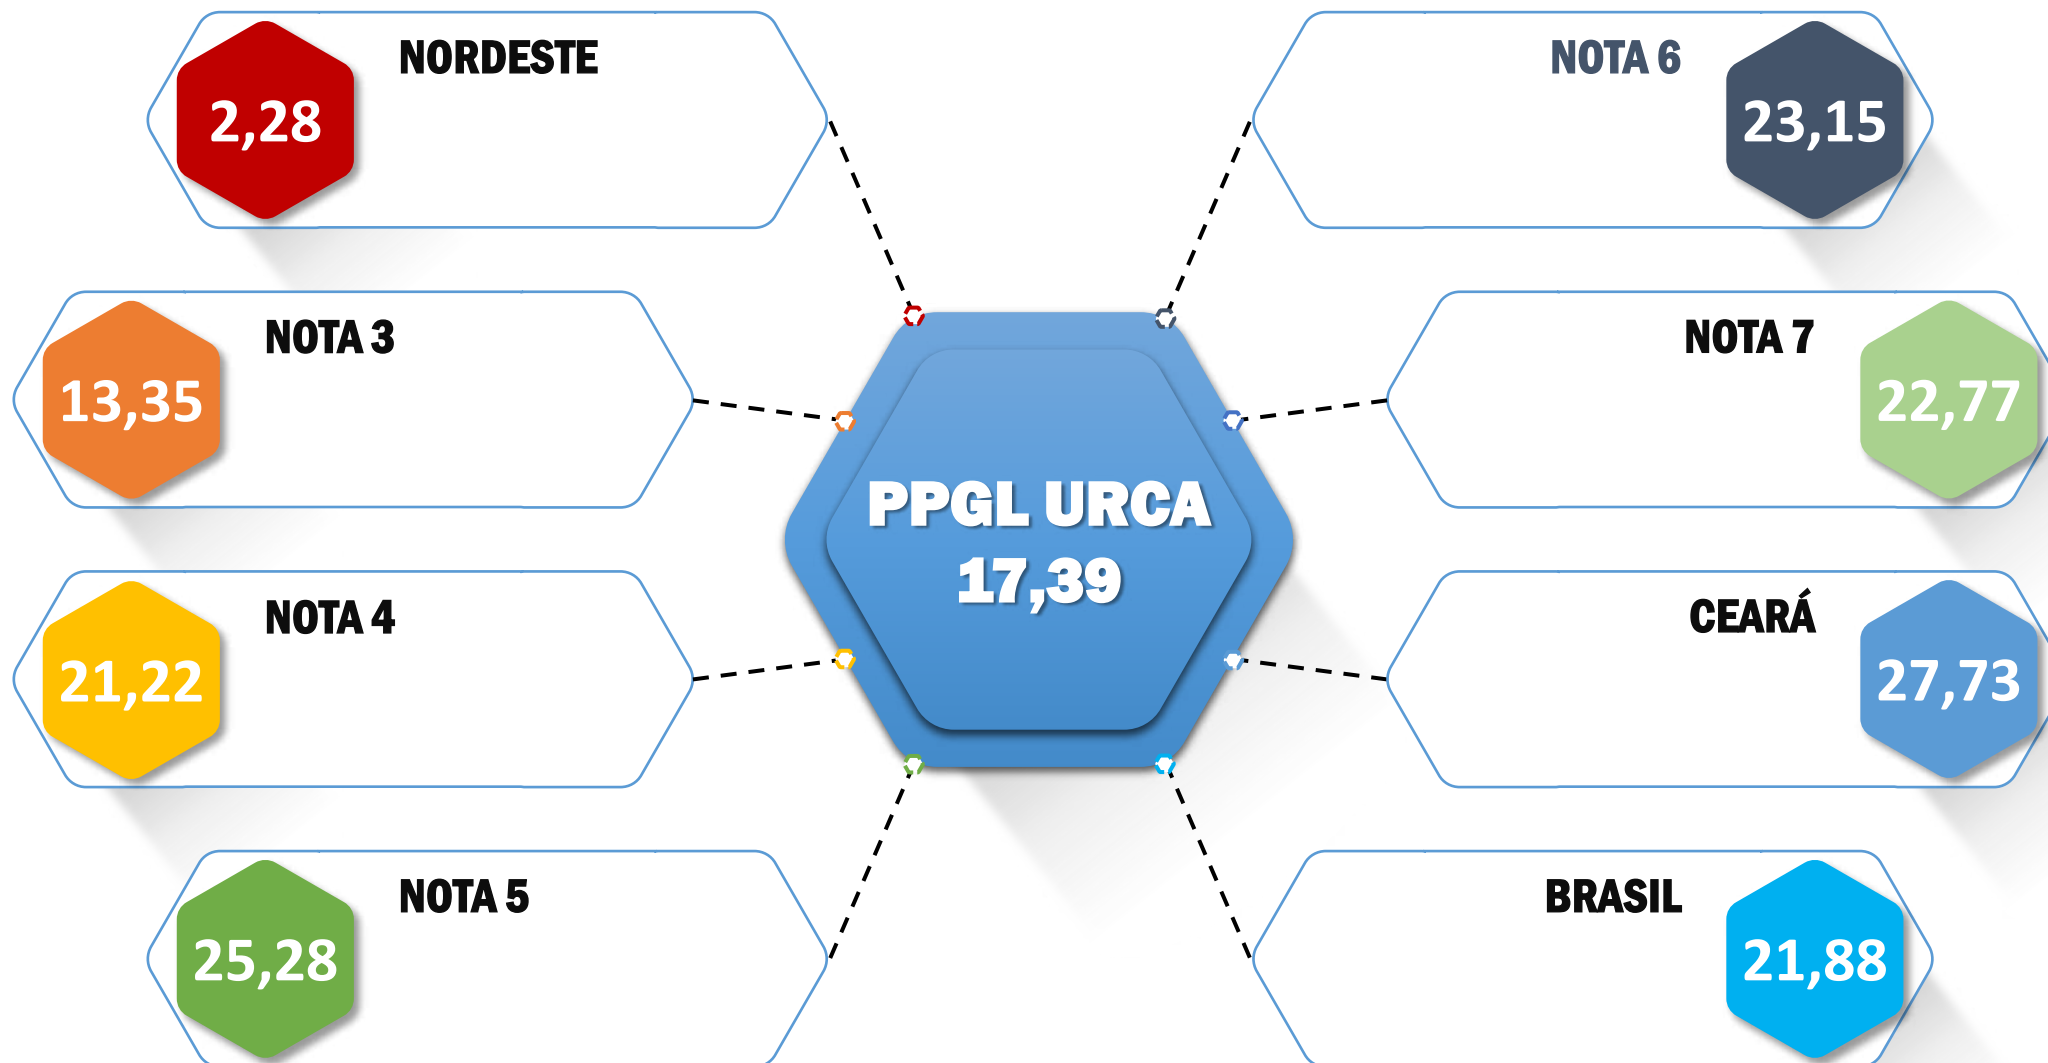 NORDESTE
2,28
NOTA 3
13,35
NOTA 4
21,22
NOTA 5
25,28
PPGL URCA
17,39
NOTA 6
23,15
NOTA 7
22,77
CEARÁ
27,73
BRASIL
21,88